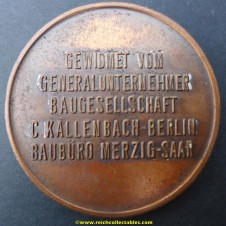 GEWIDMET VOM
GENERALUNTERNEHMER
BAUGESELLSCHAFT
C KALLENBACH-BERLIN
BAUBÜRO MERZIG-SAAR
© www.reichcollectables.com